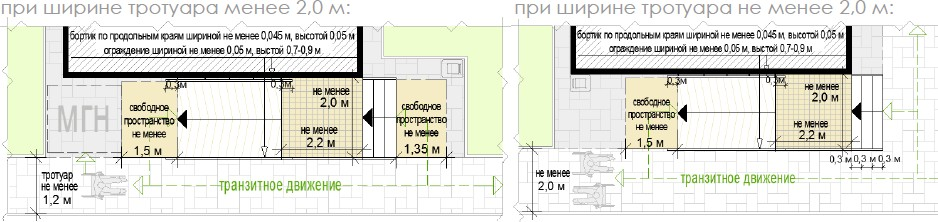 при ширине тротуара менее 2,0 м:
бортик по продольным краям шириной не менее 0,045 м, высотой 0,05 м
ограждение шириной не менее 0,05 м, выстой 0,7-0,9 м
0,3м
0,3м
МГН
свободное
пространство
не менее
1,5 м
не менее
2,0 м
не менее
2,2 м
свободное
пространство
не менее
1,35 м
тротуар
не менее
1,2 м
транзитное движение
при ширине тротуара не менее 2,0 м:
бортик по продольным краям шириной не менее 0,045 м, высотой 0,05 м
ограждение шириной не менее 0,05 м, выстой 0,7-0,9 м
0,3м
0,3м
свободное
пространство
не менее
1,5 м
не менее
2,0 м
не менее
2,2 м
0,3 м 0,3 м 0,3 м
не менее
2,0 м
транзитное движение